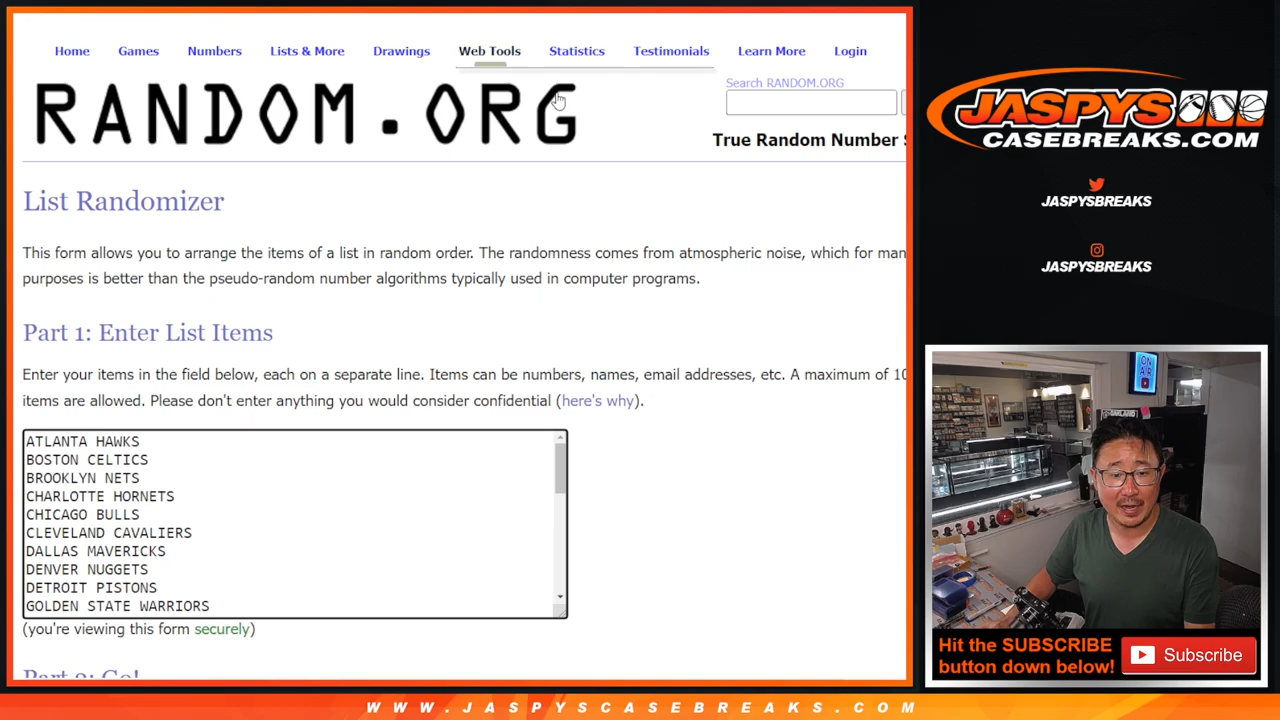 Home Games Numbers Lists & More Drawings Web Tools Statistics Testimonials Learn More Login
RANDOM.ORG
Search RANDOM.ORG
True Random Number S
List Randomizer
This form allows you to arrange the items of a list in random order. The randomness comes from atmospheric noise, which for man
purposes is better than the pseudo-random number algorithms typically used in computer programs.
Part 1: Enter List Items
Enter your items in the field below, each on a separate line. Items can be numbers, names, email addresses, etc. A maximum of 10
items are allowed. Please don't enter anything you would consider confidential (here's why).
ATLANTA HAWKS
BOSTON CELTICS
BROOKLYN NETS
CHARLOTTE HORNETS
CHICAGO BULLS
CLEVELAND CAVALIERS
DALLAS MAVERICKS
DENVER NUGGETS
DETROIT PISTONS
GOLDEN STATE WARRIORS
(you're viewing this form securely)
Part 2: Go!
JASPYS
CASEBREAKS.COM
JASPYSBREAKS
JASPYSBREAKS
ON
AIR
Hit the SUBSCRIBE
button down below!
Subscribe
WWW.JASPYSCASEBREAKS.COM